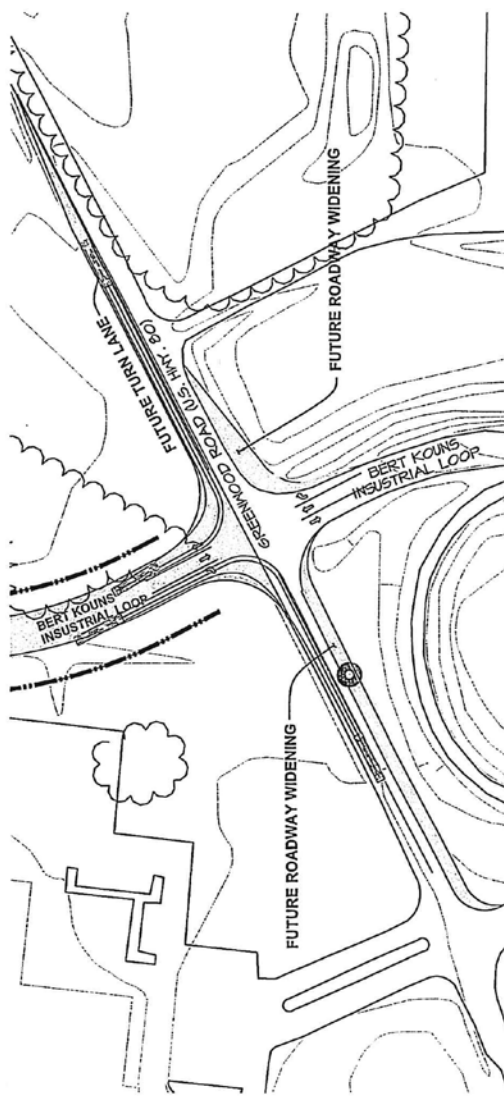 FUTURE TURN LANE
GREENWOOD ROAD (U.S. HWY. 80)
FUTURE ROADWAY WIDENING
BERT KOUNS
INSUSTRIAL LOOP
BERT KOUNS
INSUSTRIAL LOOP
FUTURE ROADWAY WIDENING